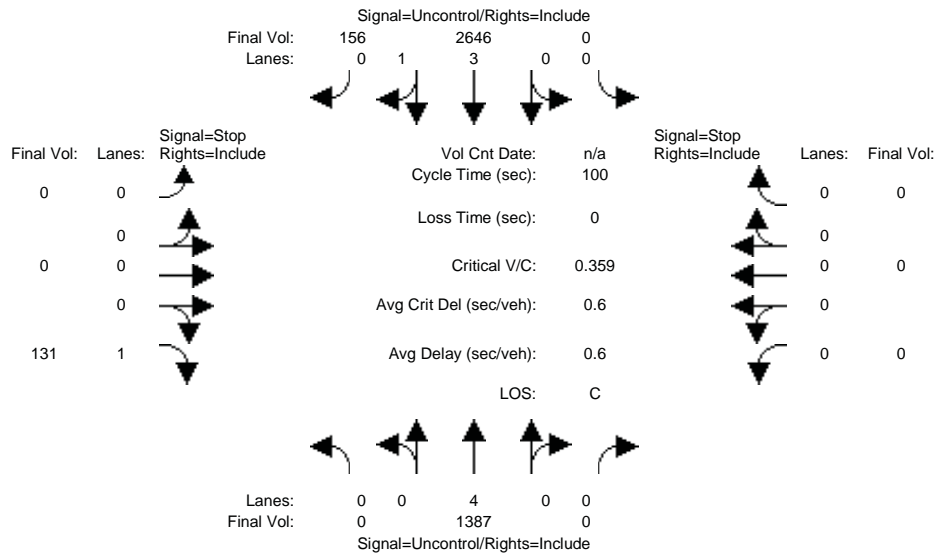 Signal=Uncontrol/Rights=Include
Final Vol: 156 2646 0
Lanes: 0 1 3 0 0
Signal=Stop Signal=Stop
Final Vol: Lanes: Rights=Include Vol Cnt Date: n/a Rights=Include Lanes: Final Vol:
Cycle Time (sec): 100
0 0 0 0
Loss Time (sec): 0
0 0
0 0 Critical V/C: 0.359 0 0
0 Avg Crit Del (sec/veh): 0.6 0
131 1 Avg Delay (sec/veh): 0.6 0 0
LOS: C
Lanes: 0 0 4 0 0
Final Vol: 0 1387 0
Signal=Uncontrol/Rights=Include